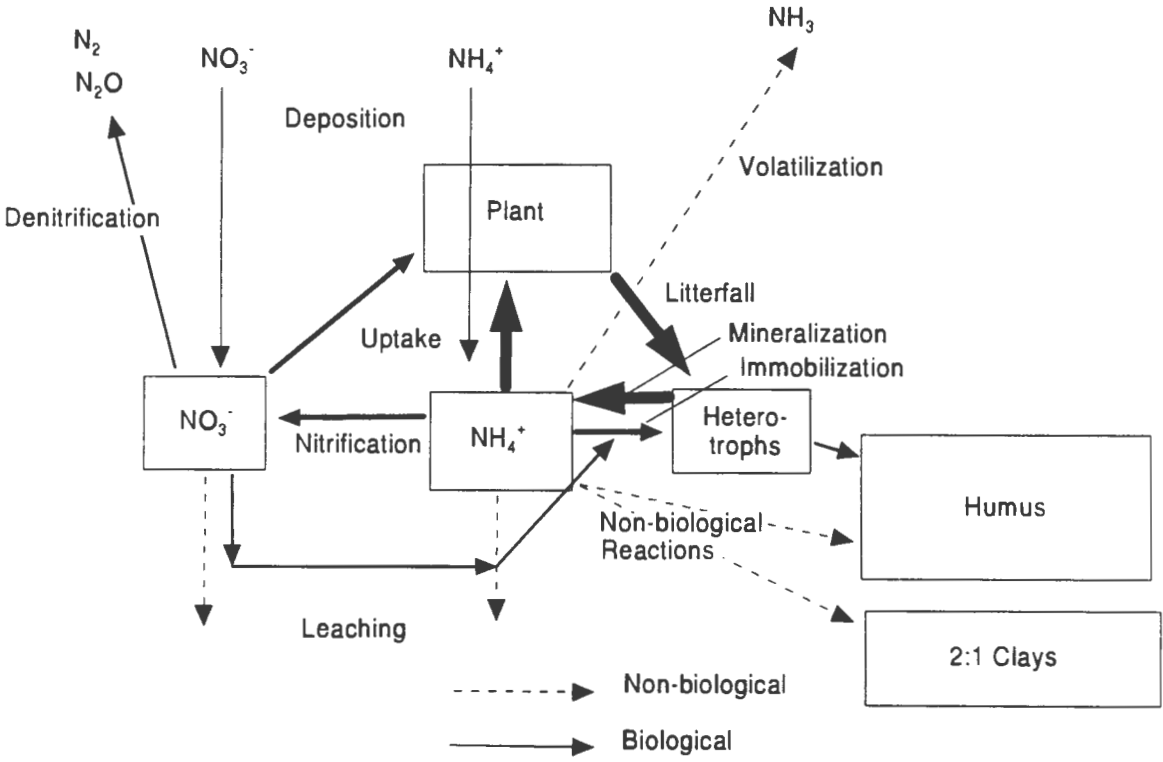 NH₃
N₂
N₂O
NO₃⁻
NH₄⁺
Deposition
Volatilization
Denitrification
Plant
Litterfall
Uptake
Mineralization
Immobilization
NO₃⁻
Nitrification
NH₄⁺
Hetero-
trophs
Humus
Non-biological
Reactions
Leaching
2:1 Clays
Non-biological
Biological